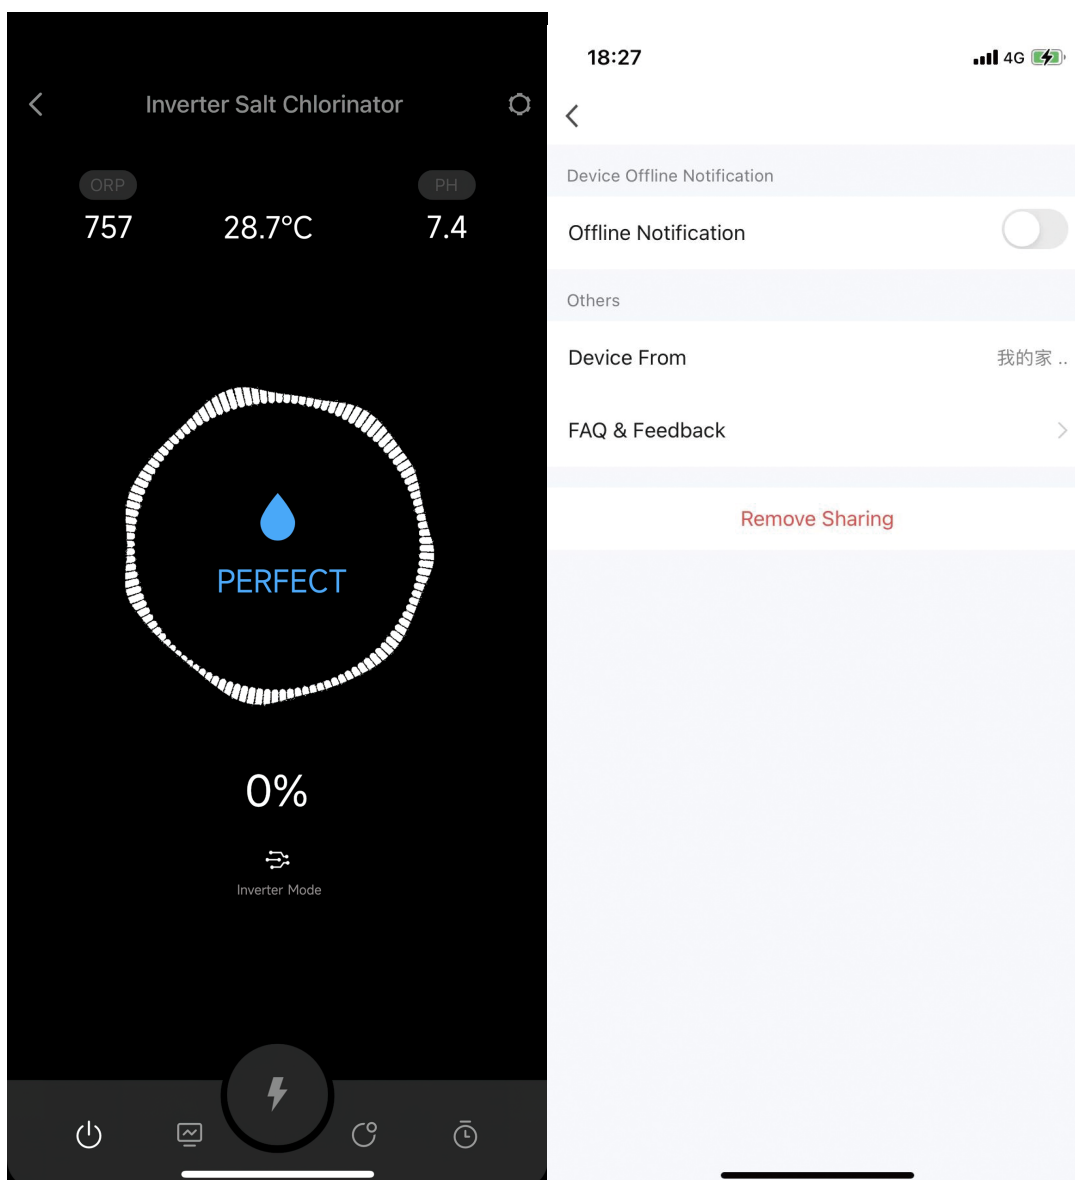 Inverter Salt Chlorinator
ORP
PH
757
28.7°C
7.4
PERFECT
0%
Inverter Mode
18:27
4G
Device Offline Notification
Offline Notification
Others
Device From
我的家 ..
FAQ & Feedback
Remove Sharing